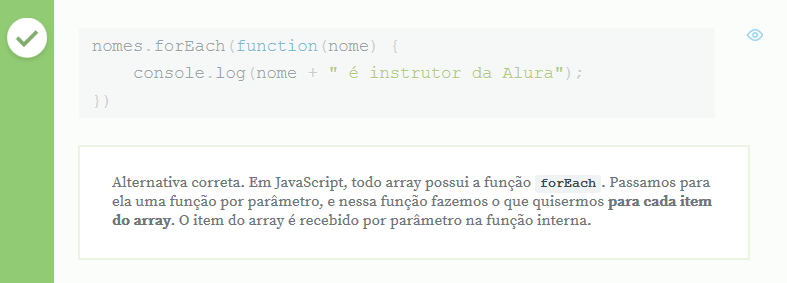 nomes.forEach(function(nome) {
    console.log(nome + " é instrutor da Alura");
})
Alternativa correta. Em JavaScript, todo array possui a função forEach. Passamos para
ela uma função por parâmetro, e nessa função fazemos o que quisermos para cada item
do array. O item do array é recebido por parâmetro na função interna.